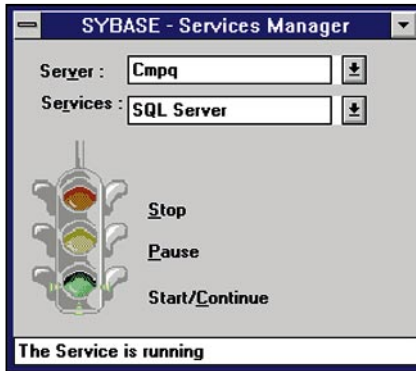 SYBASE - Services Manager
Server : Cmpq
Services : SQL Server
Stop
Pause
Start/Continue
The Service is running